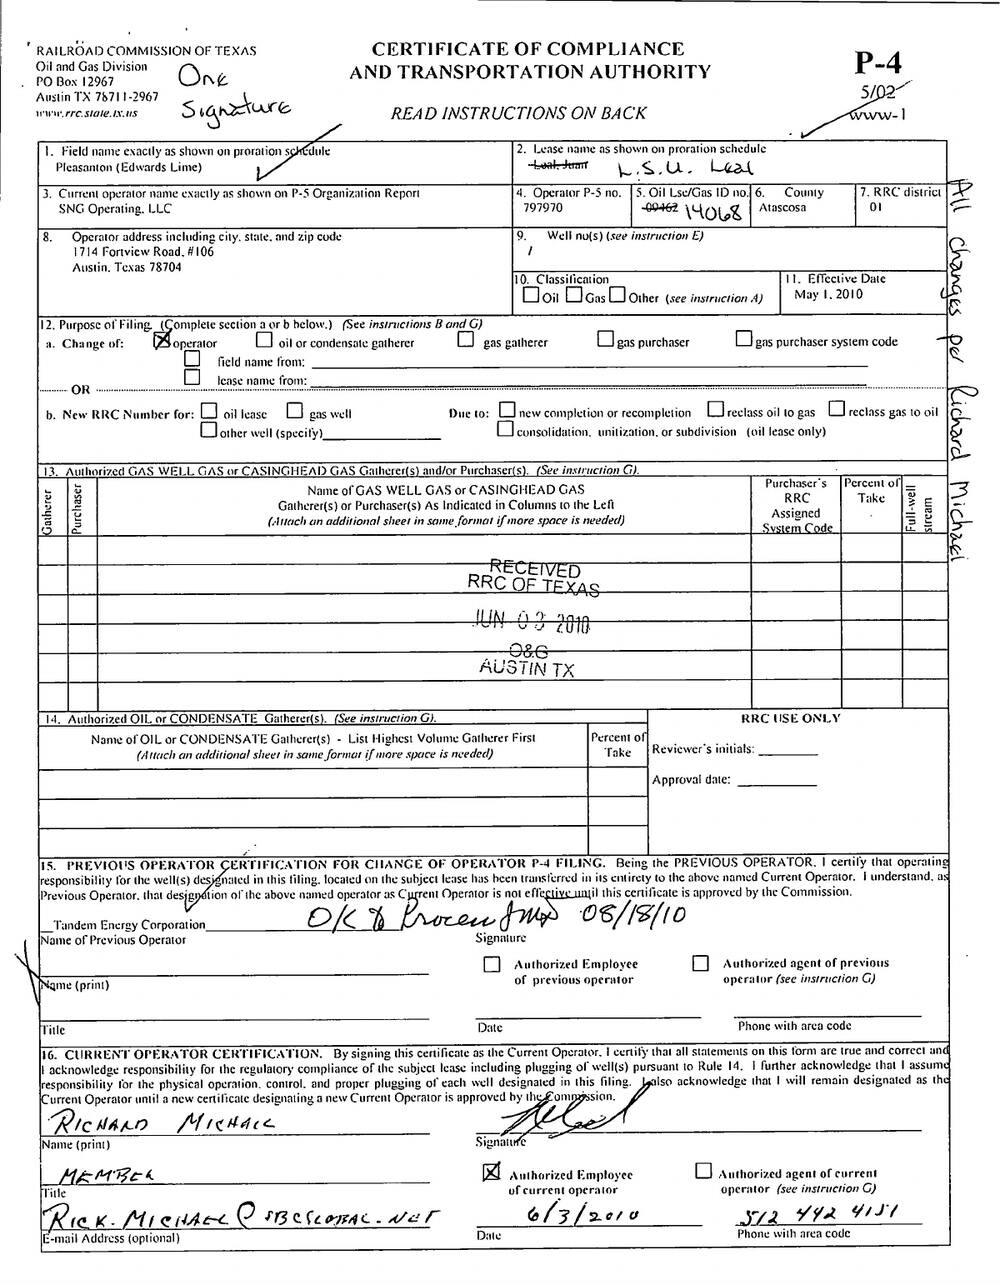 RAILROAD COMMISSION OF TEXAS
Oil and Gas Division
PO Box 12967
Austin TX 78711-2967
www.rrc.state.tx.us
One
Signature
CERTIFICATE OF COMPLIANCE
AND TRANSPORTATION AUTHORITY
READ INSTRUCTIONS ON BACK
P-4
5/02
www-1
1. Field name exactly as shown on proration schedule
Pleasanton (Edwards Lime)
2. Lease name as shown on proration schedule
Leal, Juan L.S.U. Leal
3. Current operator name exactly as shown on P-5 Organization Report
SNG Operating, LLC
4. Operator P-5 no.
797970
5. Oil Lse/Gas ID no.
09462 14068
6. County
Atascosa
7. RRC district
01
8. Operator address including city, state, and zip code
1714 Fortview Road, #106
Austin, Texas 78704
9. Well no(s) (see instruction E)
1
10. Classification
Oil Gas Other (see instruction A)
11. Effective Date
May 1, 2010
All changes per Richard Michael
12. Purpose of Filing. (Complete section a or b below.) (See instructions B and G)
a. Change of: operator oil or condensate gatherer gas gatherer gas purchaser gas purchaser system code
field name from:
lease name from:
OR
b. New RRC Number for: oil lease gas well Due to: new completion or recompletion reclass oil to gas reclass gas to oil
other well (specify) consolidation, unitization, or subdivision (oil lease only)
13. Authorized GAS WELL GAS or CASINGHEAD GAS Gatherer(s) and/or Purchaser(s). (See instruction G).
Gatherer
Purchaser
Name of GAS WELL GAS or CASINGHEAD GAS
Gatherer(s) or Purchaser(s) As Indicated in Columns to the Left
(Attach an additional sheet in same format if more space is needed)
Purchaser's
RRC
Assigned
System Code
Percent of
Take
Full-well
stream
RECEIVED
RRC OF TEXAS
JUN 03 2010
O&G
AUSTIN TX
14. Authorized OIL or CONDENSATE Gatherer(s). (See instruction G).
Name of OIL or CONDENSATE Gatherer(s) - List Highest Volume Gatherer First
(Attach an additional sheet in same format if more space is needed)
Percent of
Take
RRC USE ONLY
Reviewer's initials:
Approval date:
15. PREVIOUS OPERATOR CERTIFICATION FOR CHANGE OF OPERATOR P-4 FILING. Being the PREVIOUS OPERATOR, I certify that operating
responsibility for the well(s) designated in this filing, located on the subject lease has been transferred in its entirety to the above named Current Operator. I understand, as
Previous Operator, that designation of the above named operator as Current Operator is not effective until this certificate is approved by the Commission.
Tandem Energy Corporation
OK 08/18/10
Name of Previous Operator
Signature
Authorized Employee
of previous operator
Authorized agent of previous
operator (see instruction G)
Name (print)
Title
Date
Phone with area code
16. CURRENT OPERATOR CERTIFICATION. By signing this certificate as the Current Operator, I certify that all statements on this form are true and correct and
I acknowledge responsibility for the regulatory compliance of the subject lease including plugging of well(s) pursuant to Rule 14. I further acknowledge that I assume
responsibility for the physical operation, control, and proper plugging of each well designated in this filing. I also acknowledge that I will remain designated as the
Current Operator until a new certificate designating a new Current Operator is approved by the Commission.
RICHARD MICHAEL
Name (print)
Signature
MEMBER
Title
Authorized Employee
of current operator
Authorized agent of current
operator (see instruction G)
RICK.MICHAEL@SBCGLOBAL.NET
6/3/2010
512 442 4151
E-mail Address (optional)
Date
Phone with area code